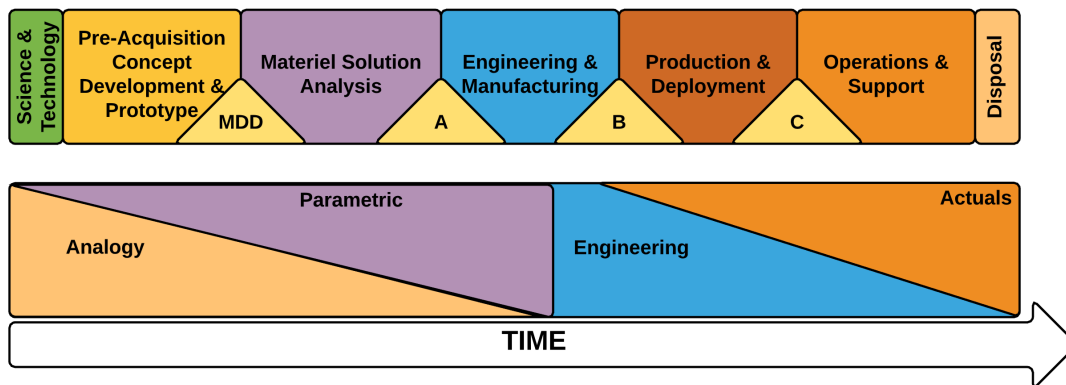 Science &
Technology
Pre-Acquisition
Concept
Development &
Prototype
MDD
Materiel Solution
Analysis
A
Engineering &
Manufacturing
B
Production &
Deployment
C
Operations &
Support
Disposal
Parametric
Analogy
Engineering
Actuals
TIME